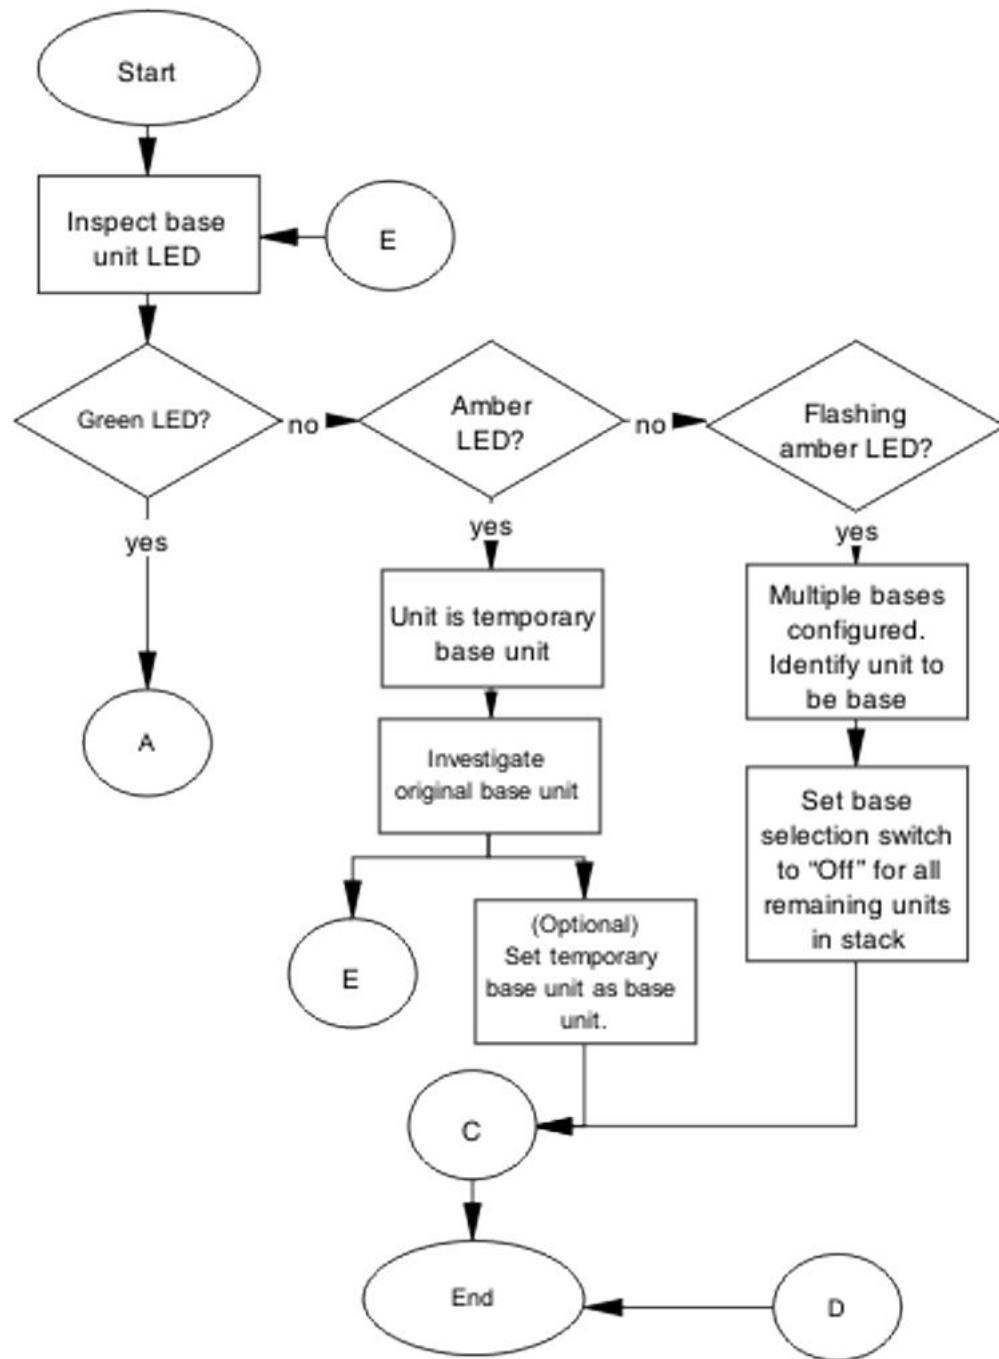 Start
Inspect base
unit LED
E
Green LED?
no
Amber
LED?
no
Flashing
amber LED?
yes
yes
yes
Unit is temporary
base unit
Multiple bases
configured.
Identify unit to
be base
A
Investigate
original base unit
Set base
selection switch
to “Off” for all
remaining units
in stack
E
(Optional)
Set temporary
base unit as base
unit.
C
End
D